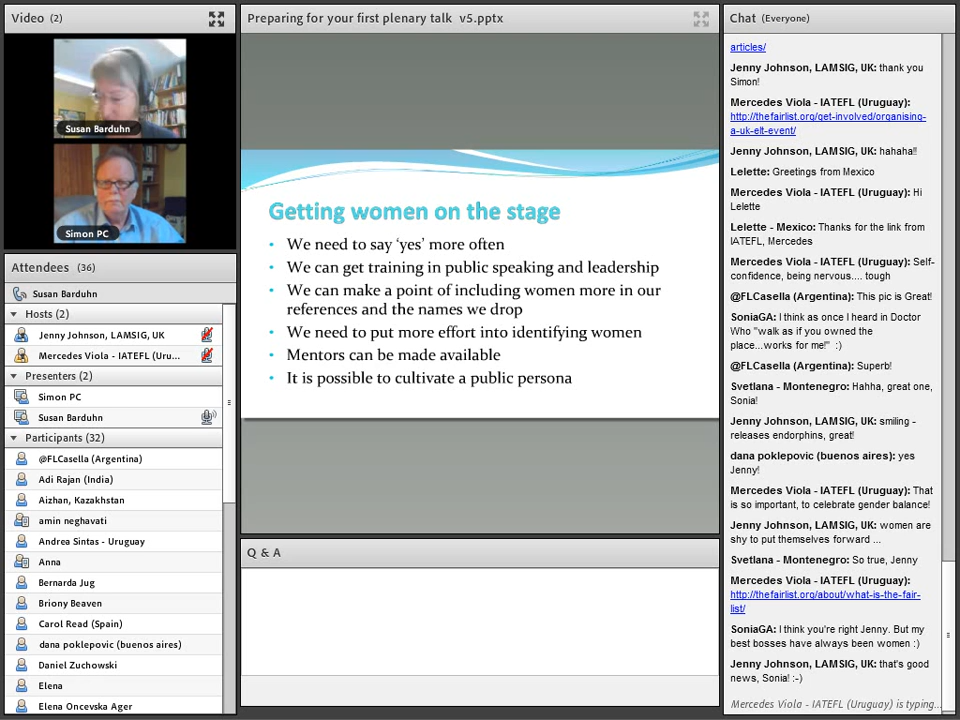 Video (2)
Susan Barduhn
Simon PC
Attendees (36)
Susan Barduhn
Hosts (2)
Jenny Johnson, LAMSIG, UK
Mercedes Viola - IATEFL (Uru...
Presenters (2)
Simon PC
Susan Barduhn
Participants (32)
@FLCasella (Argentina)
Adi Rajan (India)
Aizhan, Kazakhstan
amin neghavati
Andrea Sintas - Uruguay
Anna
Bernarda Jug
Briony Beaven
Carol Read (Spain)
dana poklepovic (buenos aires)
Daniel Zuchowski
Elena
Elena Oncevska Ager
Preparing for your first plenary talk v5.pptx
Getting women on the stage
• We need to say ‘yes’ more often
• We can get training in public speaking and leadership
• We can make a point of including women more in our
references and the names we drop
• We need to put more effort into identifying women
• Mentors can be made available
• It is possible to cultivate a public persona
Q & A
Chat (Everyone)
articles/
Jenny Johnson, LAMSIG, UK: thank you
Simon!
Mercedes Viola - IATEFL (Uruguay):
http://thefairlist.org/get-involved/organising-
a-uk-elt-event/
Jenny Johnson, LAMSIG, UK: hahaha!!
Lelette: Greetings from Mexico
Mercedes Viola - IATEFL (Uruguay): Hi
Lelette
Lelette - Mexico: Thanks for the link from
IATEFL, Mercedes
Mercedes Viola - IATEFL (Uruguay): Self-
confidence, being nervous.... tough
@FLCasella (Argentina): This pic is Great!
SoniaGA: I think as once I heard in Doctor
Who "walk as if you owned the
place...works for me!" :)
@FLCasella (Argentina): Superb!
Svetlana - Montenegro: Hahha, great one,
Sonia!
Jenny Johnson, LAMSIG, UK: smiling -
releases endorphins, great!
dana poklepovic (buenos aires): yes
Jenny!
Mercedes Viola - IATEFL (Uruguay): That
is so important, to celebrate gender balance!
Jenny Johnson, LAMSIG, UK: women are
shy to put themselves forward ...
Svetlana - Montenegro: So true, Jenny
Mercedes Viola - IATEFL (Uruguay):
http://thefairlist.org/about/what-is-the-fair-
list/
SoniaGA: I think you're right Jenny. But my
best bosses have always been women :)
Jenny Johnson, LAMSIG, UK: that's good
news, Sonia! :-)
Mercedes Viola - IATEFL (Uruguay) is typing...